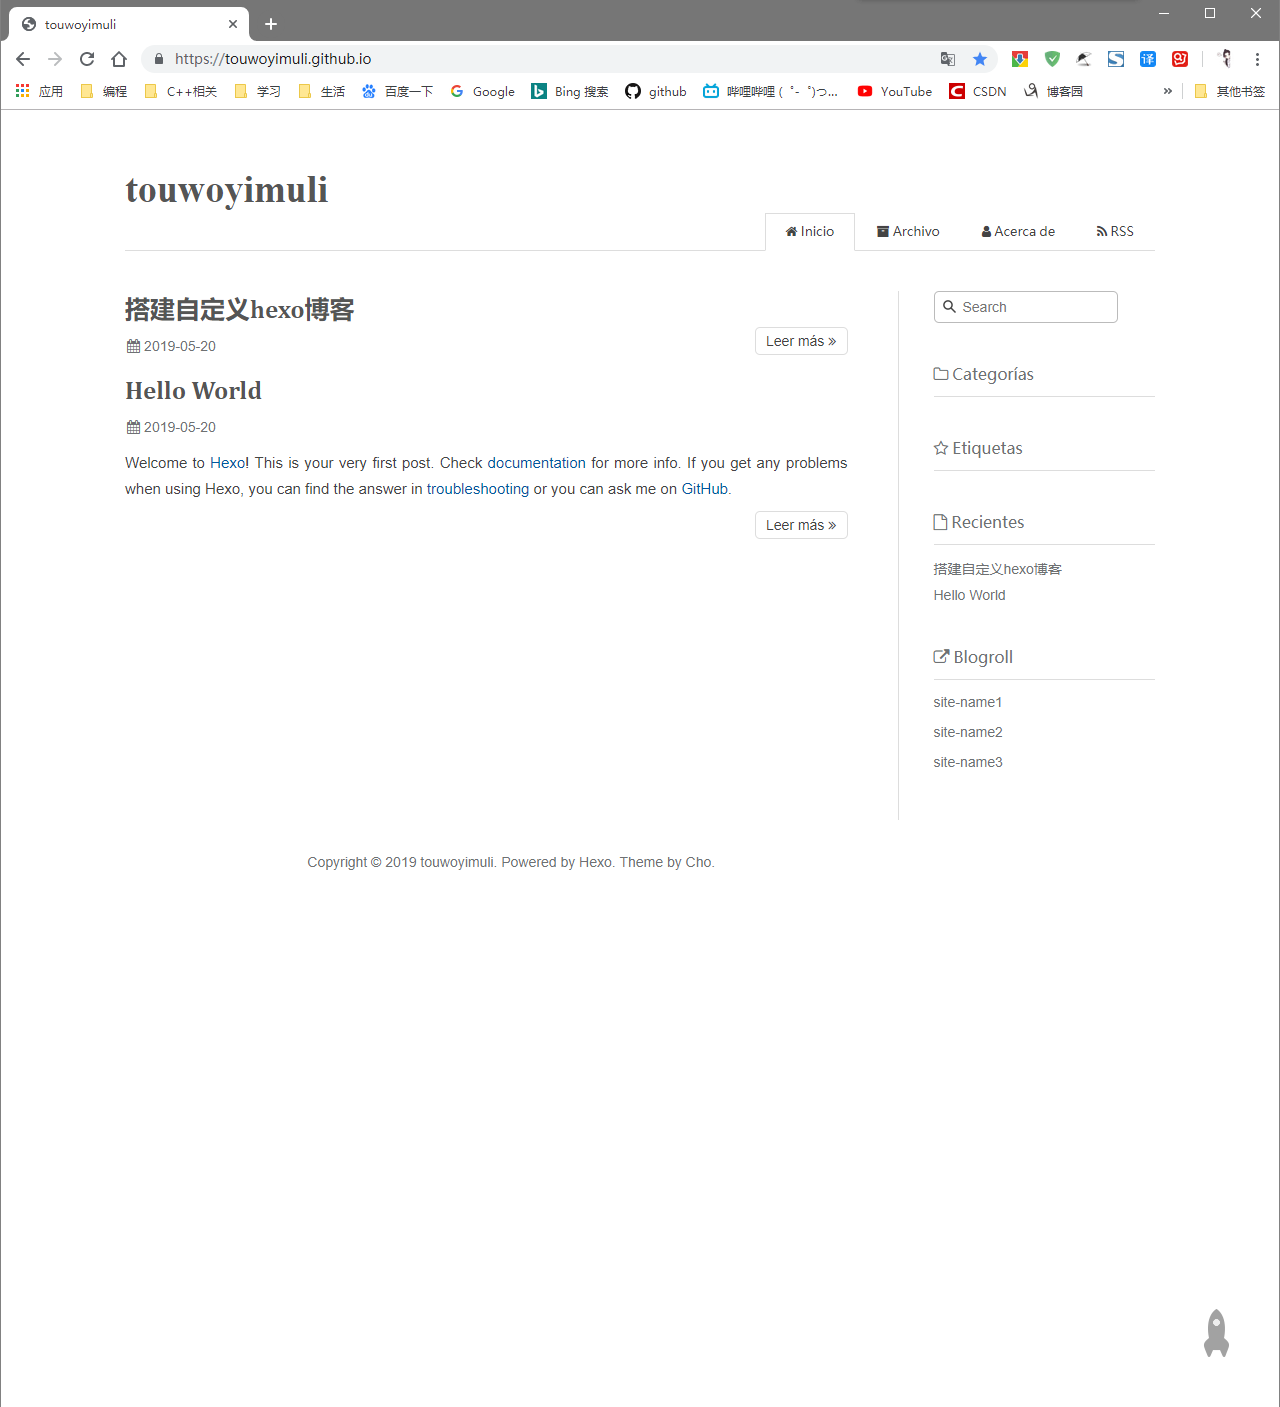 touwoyimuli
https://touwoyimuli.github.io
应用 编程 C++相关 学习 生活 百度一下 Google Bing 搜索 github 哔哩哔哩 ( ゜- ゜)つ... YouTube CSDN 博客园 » 其他书签
touwoyimuli
Inicio Archivo Acerca de RSS
搭建自定义hexo博客
2019-05-20
Leer más »
Hello World
2019-05-20
Welcome to Hexo! This is your very first post. Check documentation for more info. If you get any problems
when using Hexo, you can find the answer in troubleshooting or you can ask me on GitHub.
Leer más »
Search
Categorías
Etiquetas
Recientes
搭建自定义hexo博客
Hello World
Blogroll
site-name1
site-name2
site-name3
Copyright © 2019 touwoyimuli. Powered by Hexo. Theme by Cho.